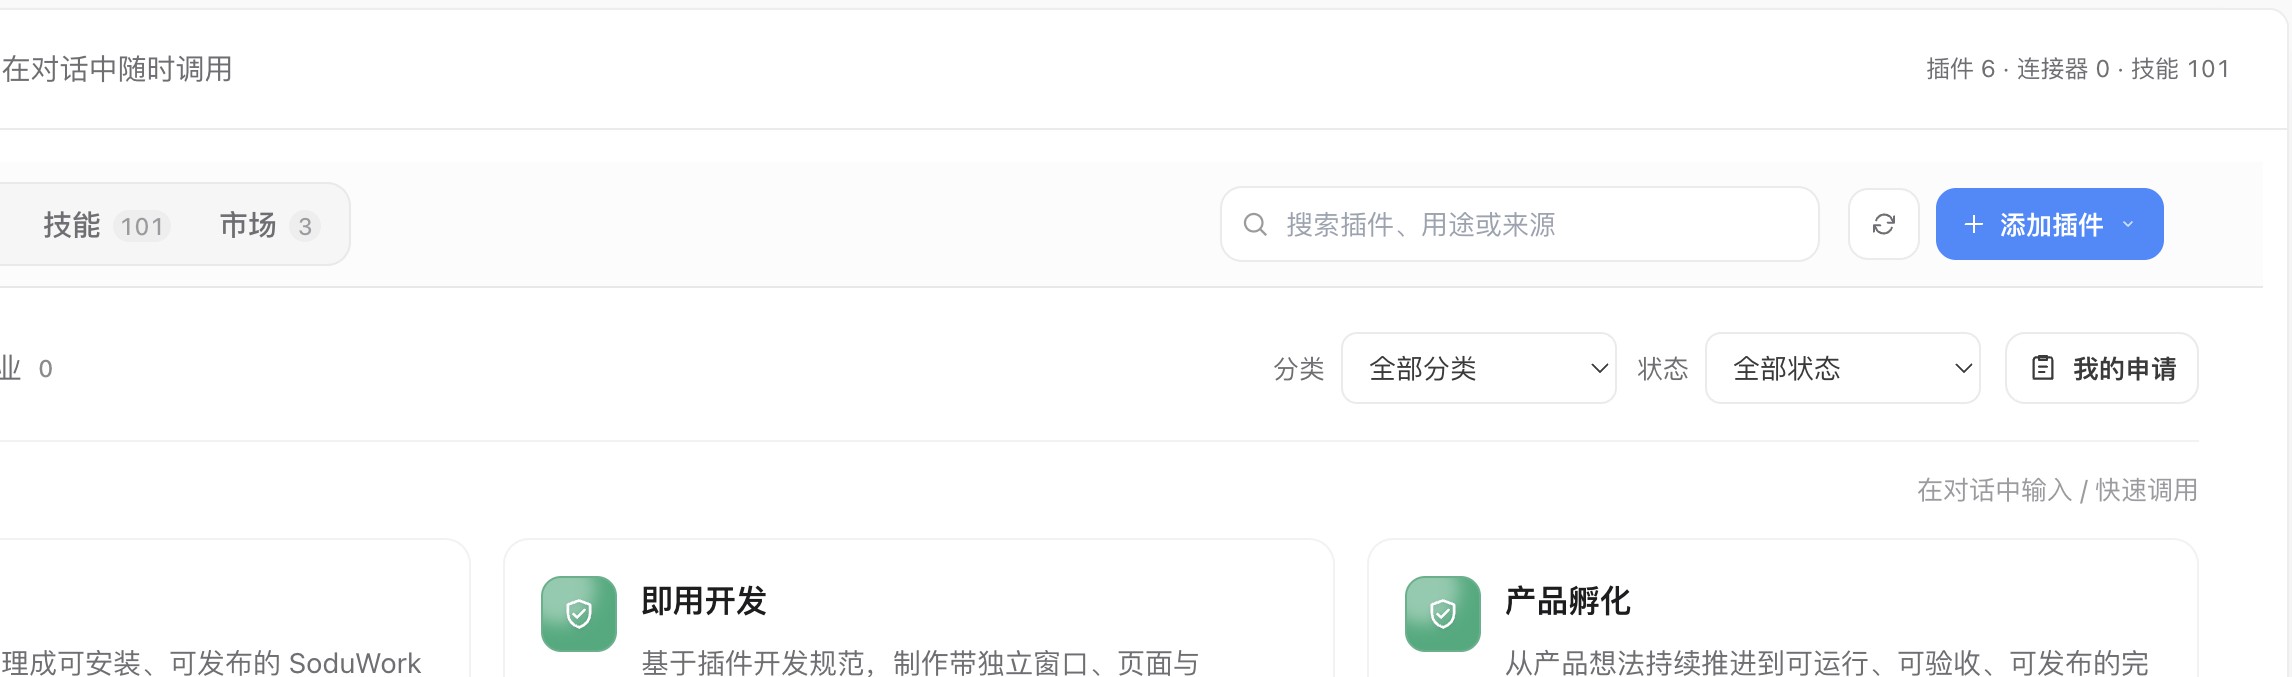 在对话中随时调用
插件 6 · 连接器 0 · 技能 101
技能 101 市场 3
搜索插件、用途或来源
添加插件
业 0
分类 全部分类 状态 全部状态 我的申请
在对话中输入 / 快速调用
即用开发
产品孵化
理成可安装、可发布的 SoduWork
基于插件开发规范，制作带独立窗口、页面与
从产品想法持续推进到可运行、可验收、可发布的完